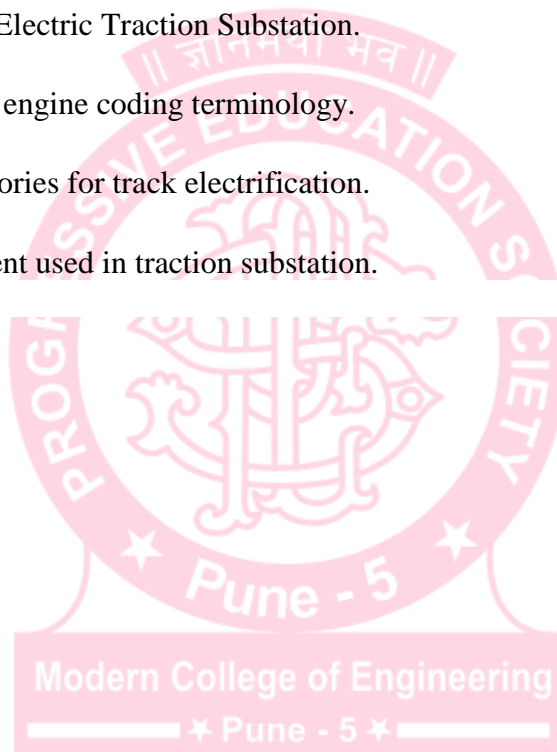 Electric Traction Substation.
|| ज्ञानमयो भव ||
engine coding terminology.
PROGRESSIVE EDUCATION SOCIETY
ories for track electrification.
ent used in traction substation.
Pune - 5
Modern College of Engineering
Pune - 5